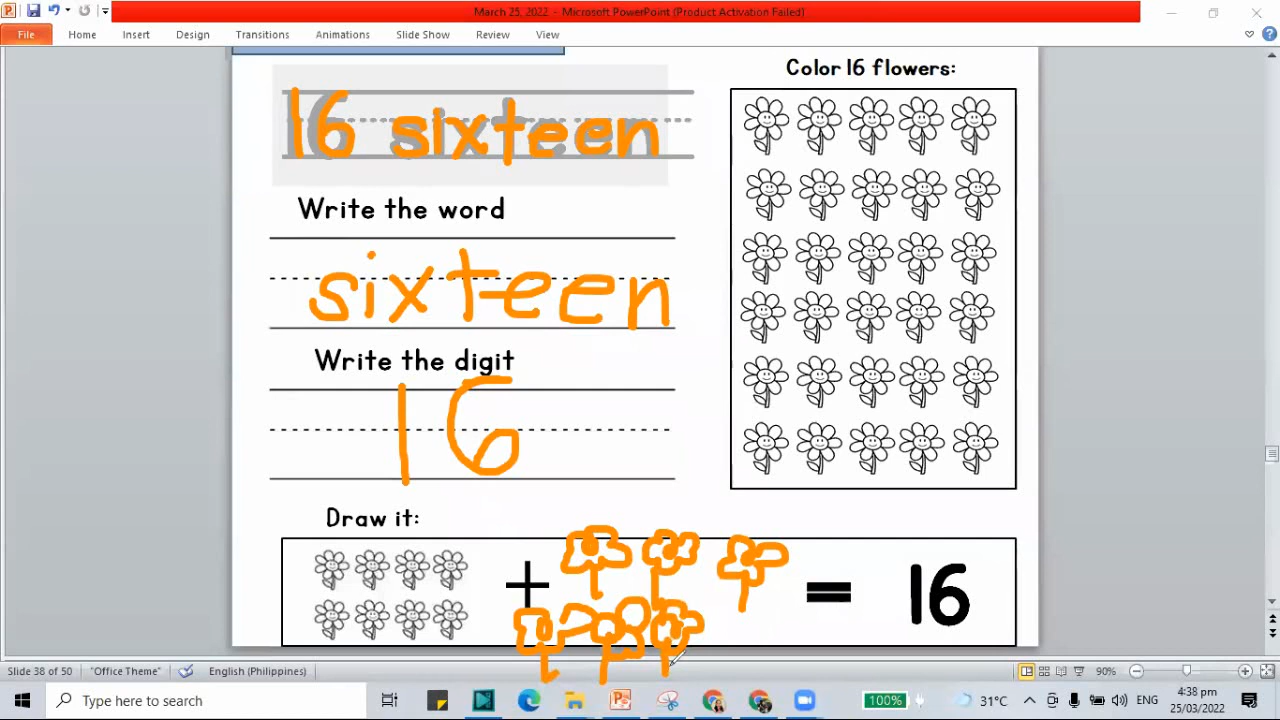 March 25, 2022 - Microsoft PowerPoint (Product Activation Failed)
File Home Insert Design Transitions Animations Slide Show Review View
16 sixteen
Write the word
sixteen
Write the digit
16
Color 16 flowers:
Draw it:
+ = 16
Slide 38 of 50 "Office Theme" English (Philippines) 90%
Type here to search
100% 31°C ENG 4:38 pm
25/03/2022